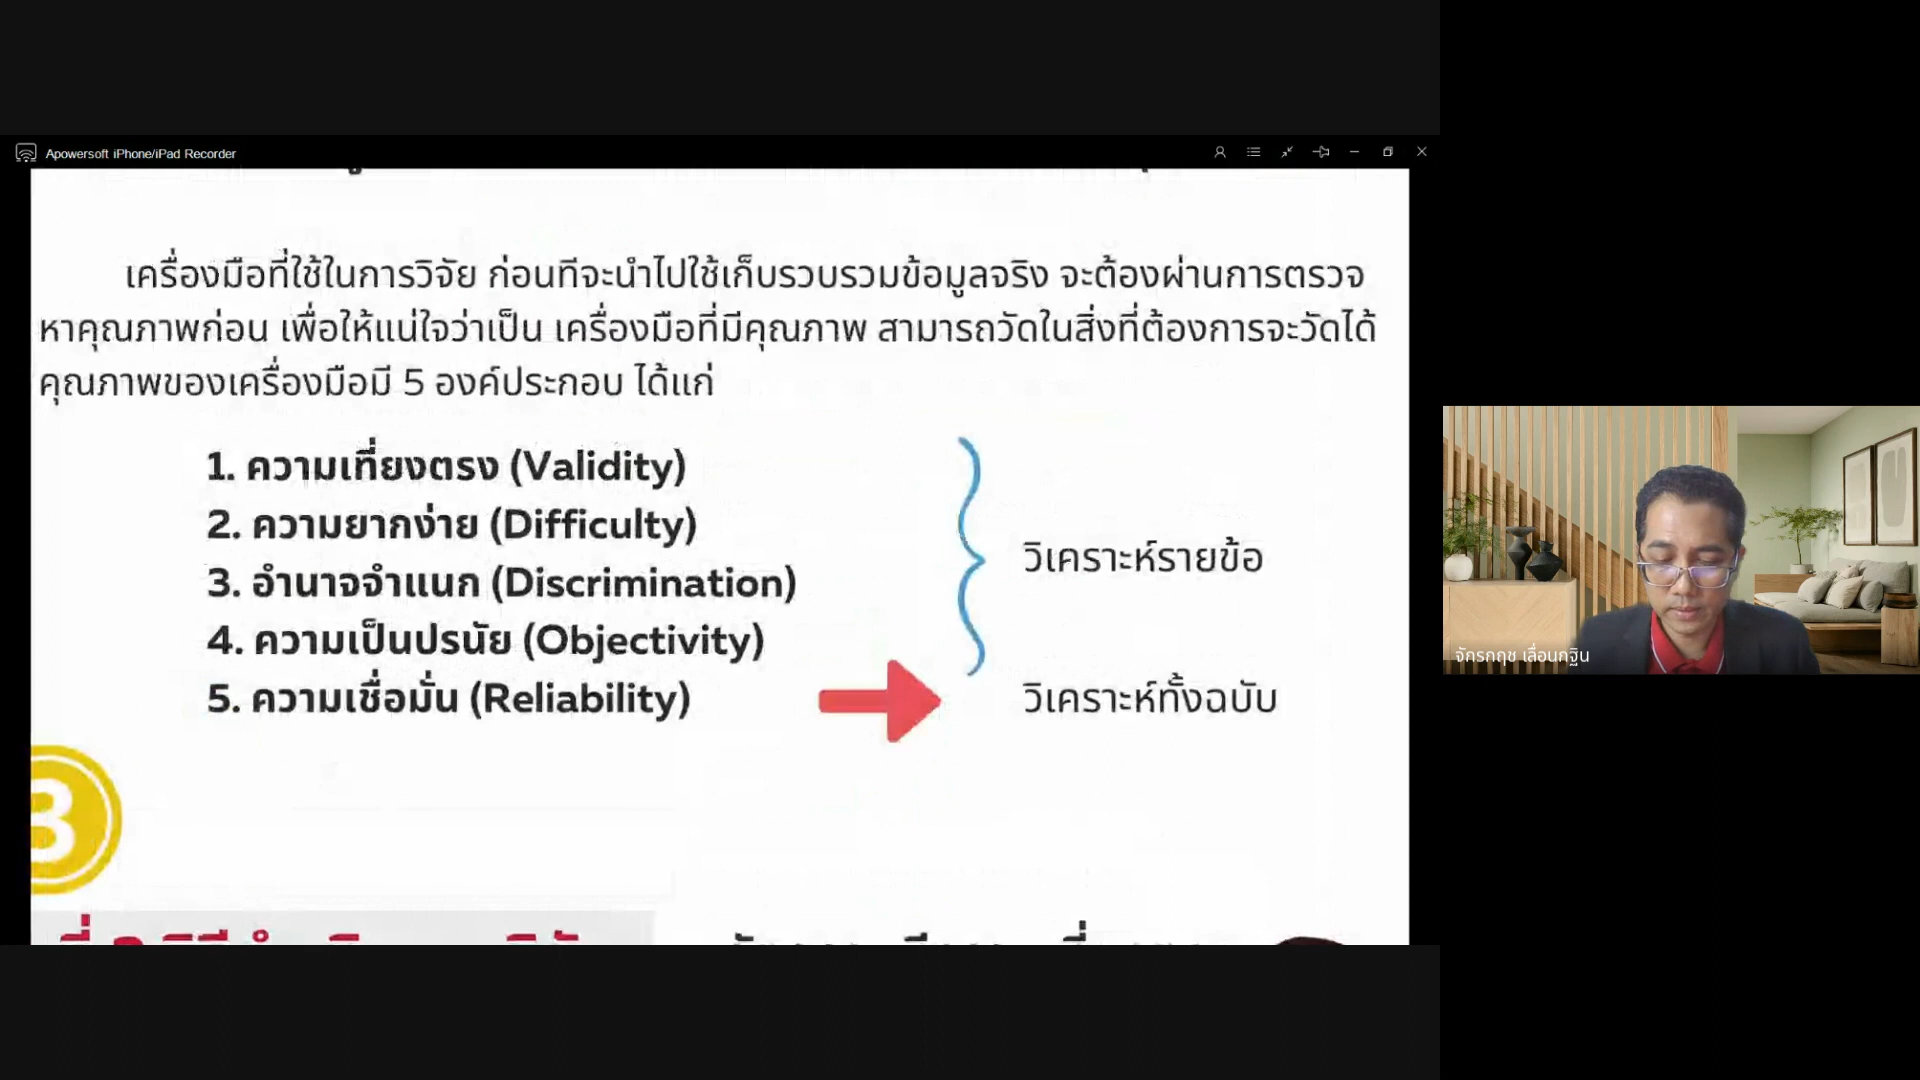 Apowersoft iPhone/iPad Recorder
เครื่องมือที่ใช้ในการวิจัย ก่อนทีจะนำไปใช้เก็บรวบรวมข้อมูลจริง จะต้องผ่านการตรวจ
หาคุณภาพก่อน เพื่อให้แน่ใจว่าเป็น เครื่องมือที่มีคุณภาพ สามารถวัดในสิ่งที่ต้องการจะวัดได้
คุณภาพของเครื่องมือมี 5 องค์ประกอบ ได้แก่
1. ความเที่ยงตรง (Validity)
2. ความยากง่าย (Difficulty)
3. อำนาจจำแนก (Discrimination)
4. ความเป็นปรนัย (Objectivity)
5. ความเชื่อมั่น (Reliability)
วิเคราะห์รายข้อ
วิเคราะห์ทั้งฉบับ
จักรกฤช เลื่อนกฐิน